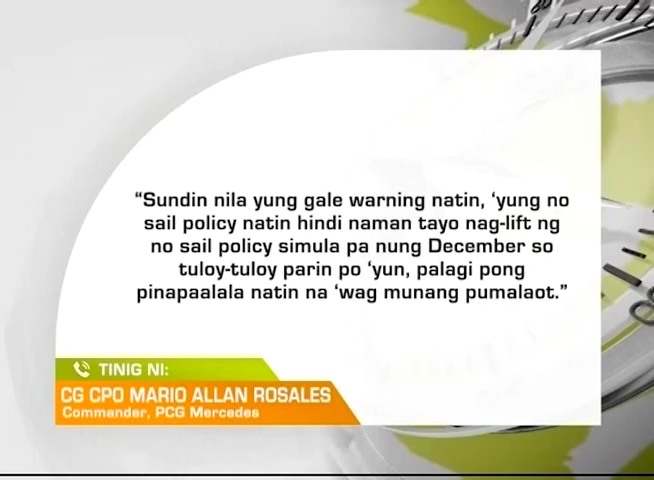 “Sundin nila yung gale warning natin, ‘yung no
sail policy natin hindi naman tayo nag-lift ng
no sail policy simula pa nung December so
tuloy-tuloy parin po ‘yun, palagi pong
pinapaalala natin na ‘wag munang pumalaot.”
TINIG NI:
CG CPO MARIO ALLAN ROSALES
Commander, PCG Mercedes